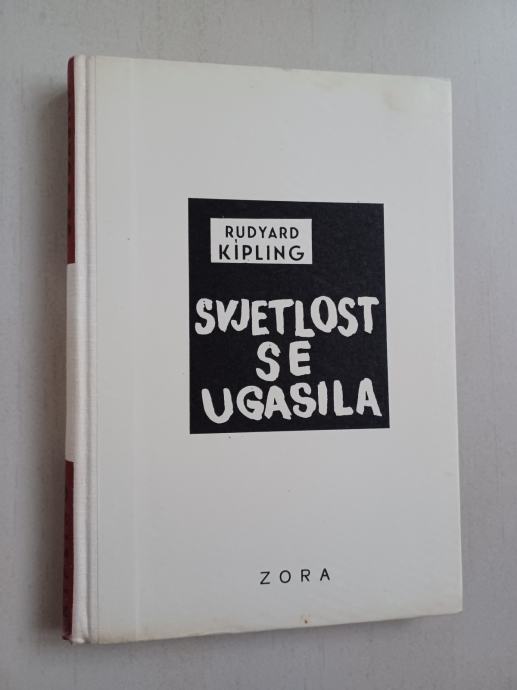 RUDYARD
KIPLING
SVJETLOST
SE
UGASILA
ZORA